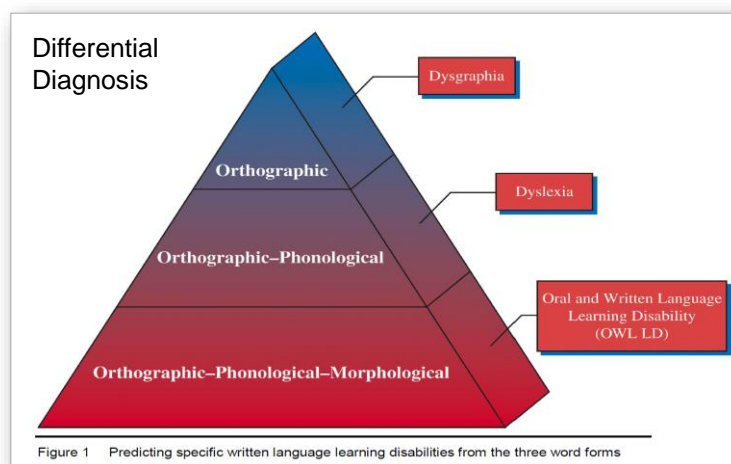 Differential
Diagnosis
Dysgraphia
Orthographic
Dyslexia
Orthographic–Phonological
Oral and Written Language
Learning Disability
(OWL LD)
Orthographic–Phonological–Morphological
Figure 1 Predicting specific written language learning disabilities from the three word forms